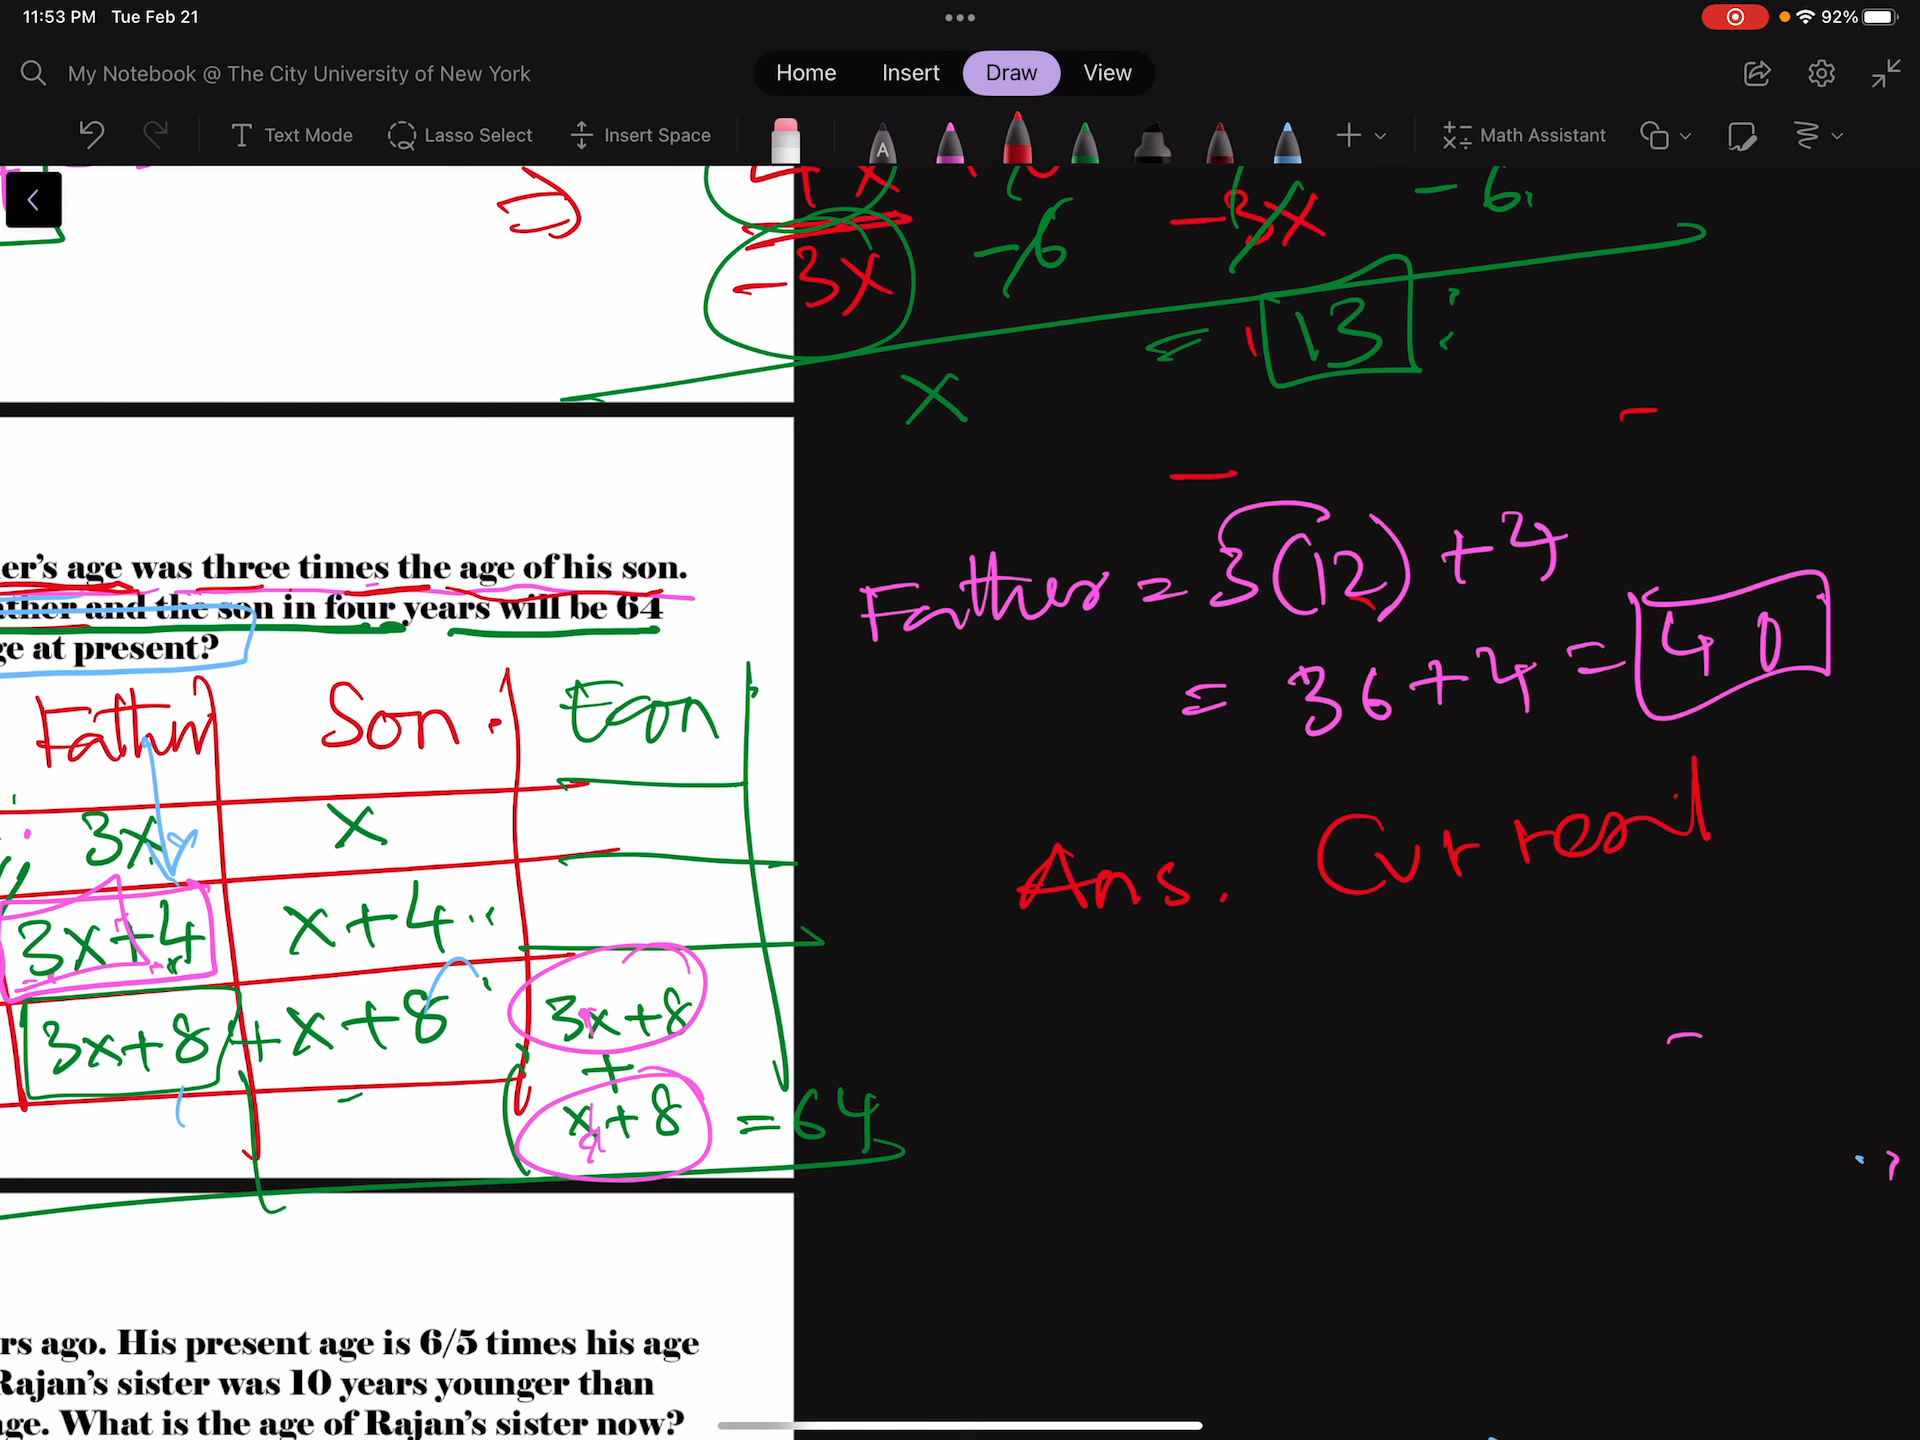 11:53 PM Tue Feb 21
92%
My Notebook @ The City University of New York
Home Insert Draw View
Text Mode Lasso Select Insert Space
A
Math Assistant
4x
-3x -6 -3x -6
x = 13
er's age was three times the age of his son.
ather and the son in four years will be 64
ge at present?
Father = 3(12) + 4
= 36 + 4 = 40
Son Econ
3x x
3x+4 x+4
3x+8 + x+8 3x+8
+
x+8 = 64
Ans.
rs ago. His present age is 6/5 times his age
Rajan's sister was 10 years younger than
ge. What is the age of Rajan's sister now?